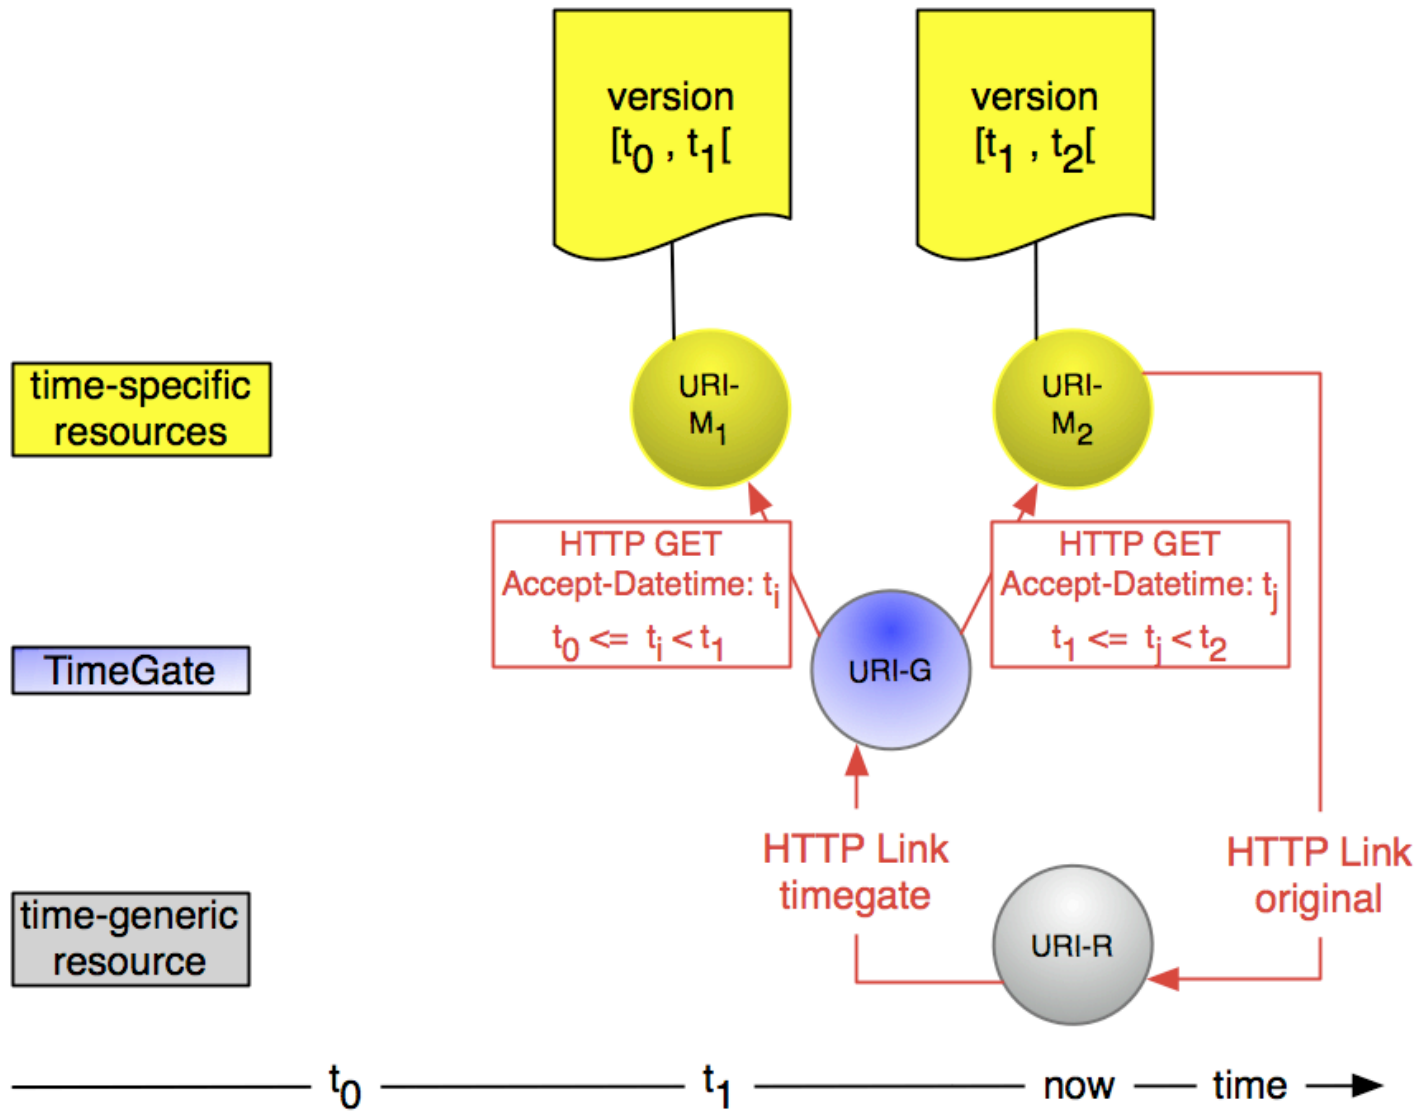 version
[t₀ , t₁[
version
[t₁ , t₂[
time-specific
resources
URI-
M₁
URI-
M₂
HTTP GET
Accept-Datetime: tᵢ
t₀ <= tᵢ < t₁
HTTP GET
Accept-Datetime: tⱼ
t₁ <= tⱼ < t₂
TimeGate
URI-G
HTTP Link
timegate
HTTP Link
original
time-generic
resource
URI-R
t₀ t₁ now time